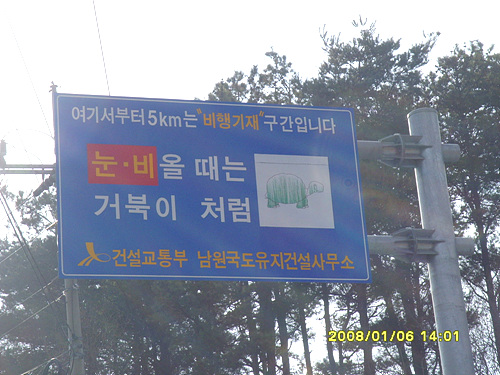 여기서부터 5km는 "비행기재" 구간입니다
눈·비올 때는
거북이 처럼
건설교통부 남원국도유지건설사무소
2008/01/06 14:01